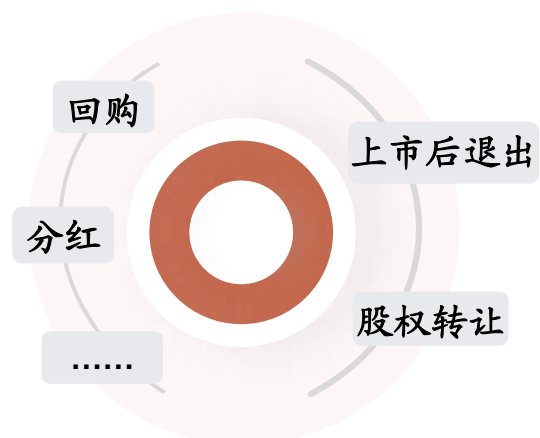 回购
上市后退出
分红
股权转让
......